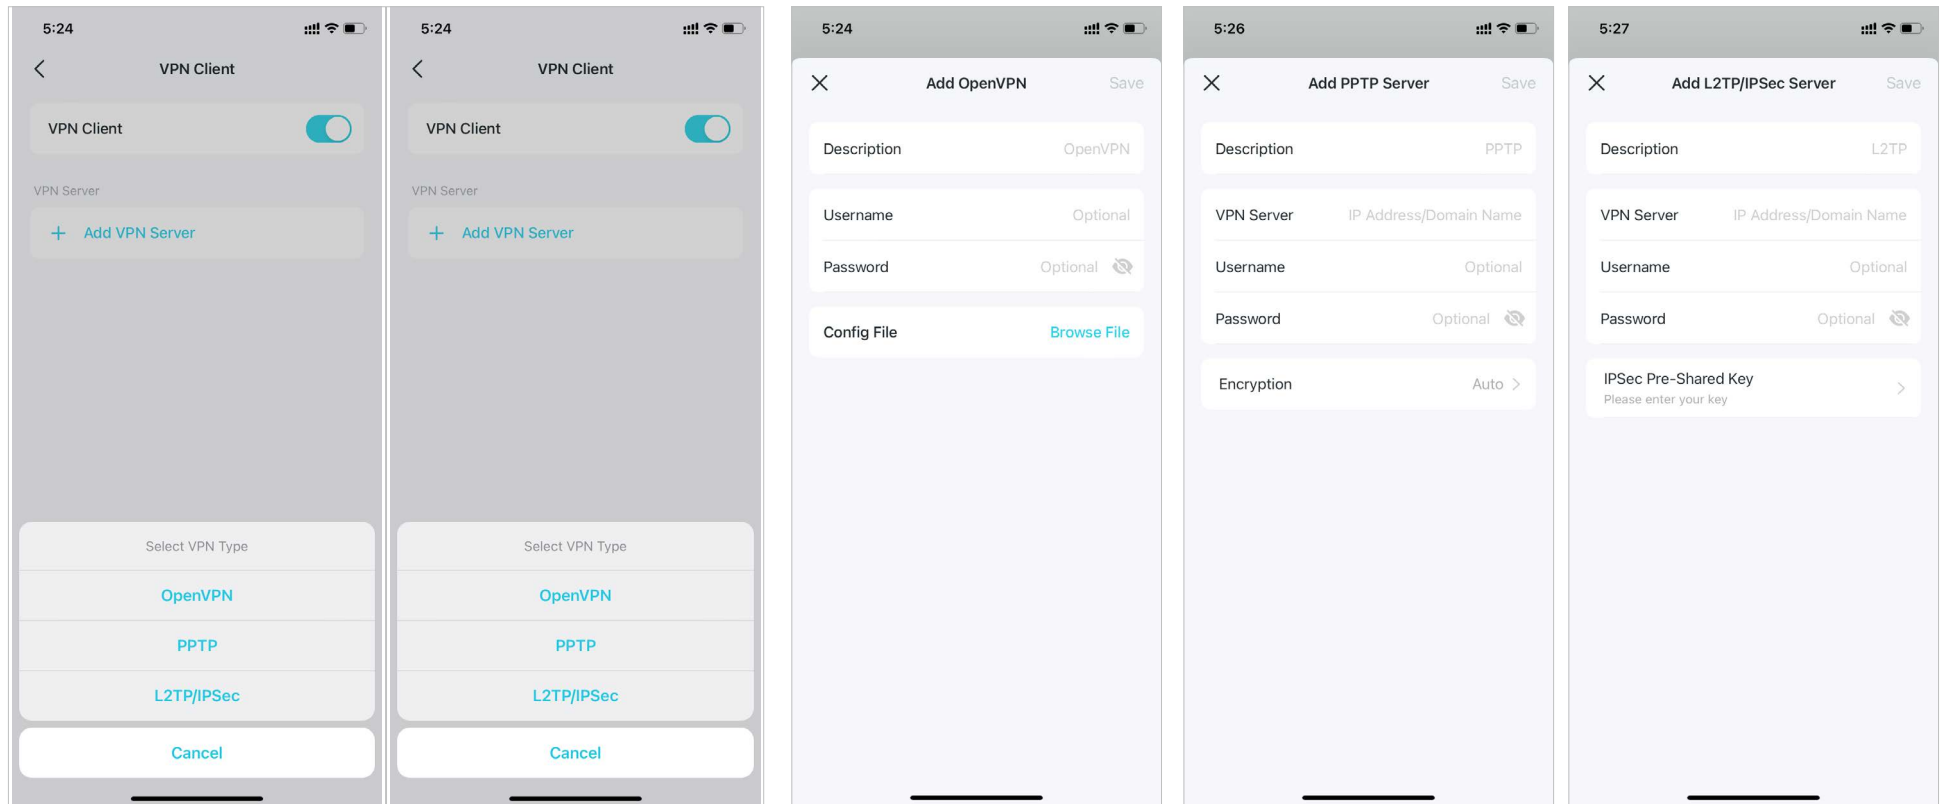 5:24
VPN Client
VPN Client
VPN Server
+ Add VPN Server
Select VPN Type
OpenVPN
PPTP
L2TP/IPSec
Cancel
5:24
VPN Client
VPN Client
VPN Server
+ Add VPN Server
Select VPN Type
OpenVPN
PPTP
L2TP/IPSec
Cancel
5:24
Add OpenVPN Save
Description OpenVPN
Username Optional
Password Optional
Config File Browse File
5:26
Add PPTP Server Save
Description PPTP
VPN Server IP Address/Domain Name
Username Optional
Password Optional
Encryption Auto
5:27
Add L2TP/IPSec Server Save
Description L2TP
VPN Server IP Address/Domain Name
Username Optional
Password Optional
IPSec Pre-Shared Key
Please enter your key